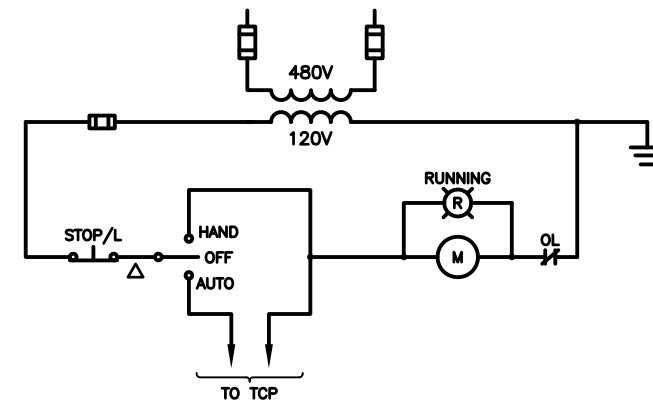 480V
120V
RUNNING
R
STOP/L
HAND
OFF
AUTO
M
OL
TO TCP